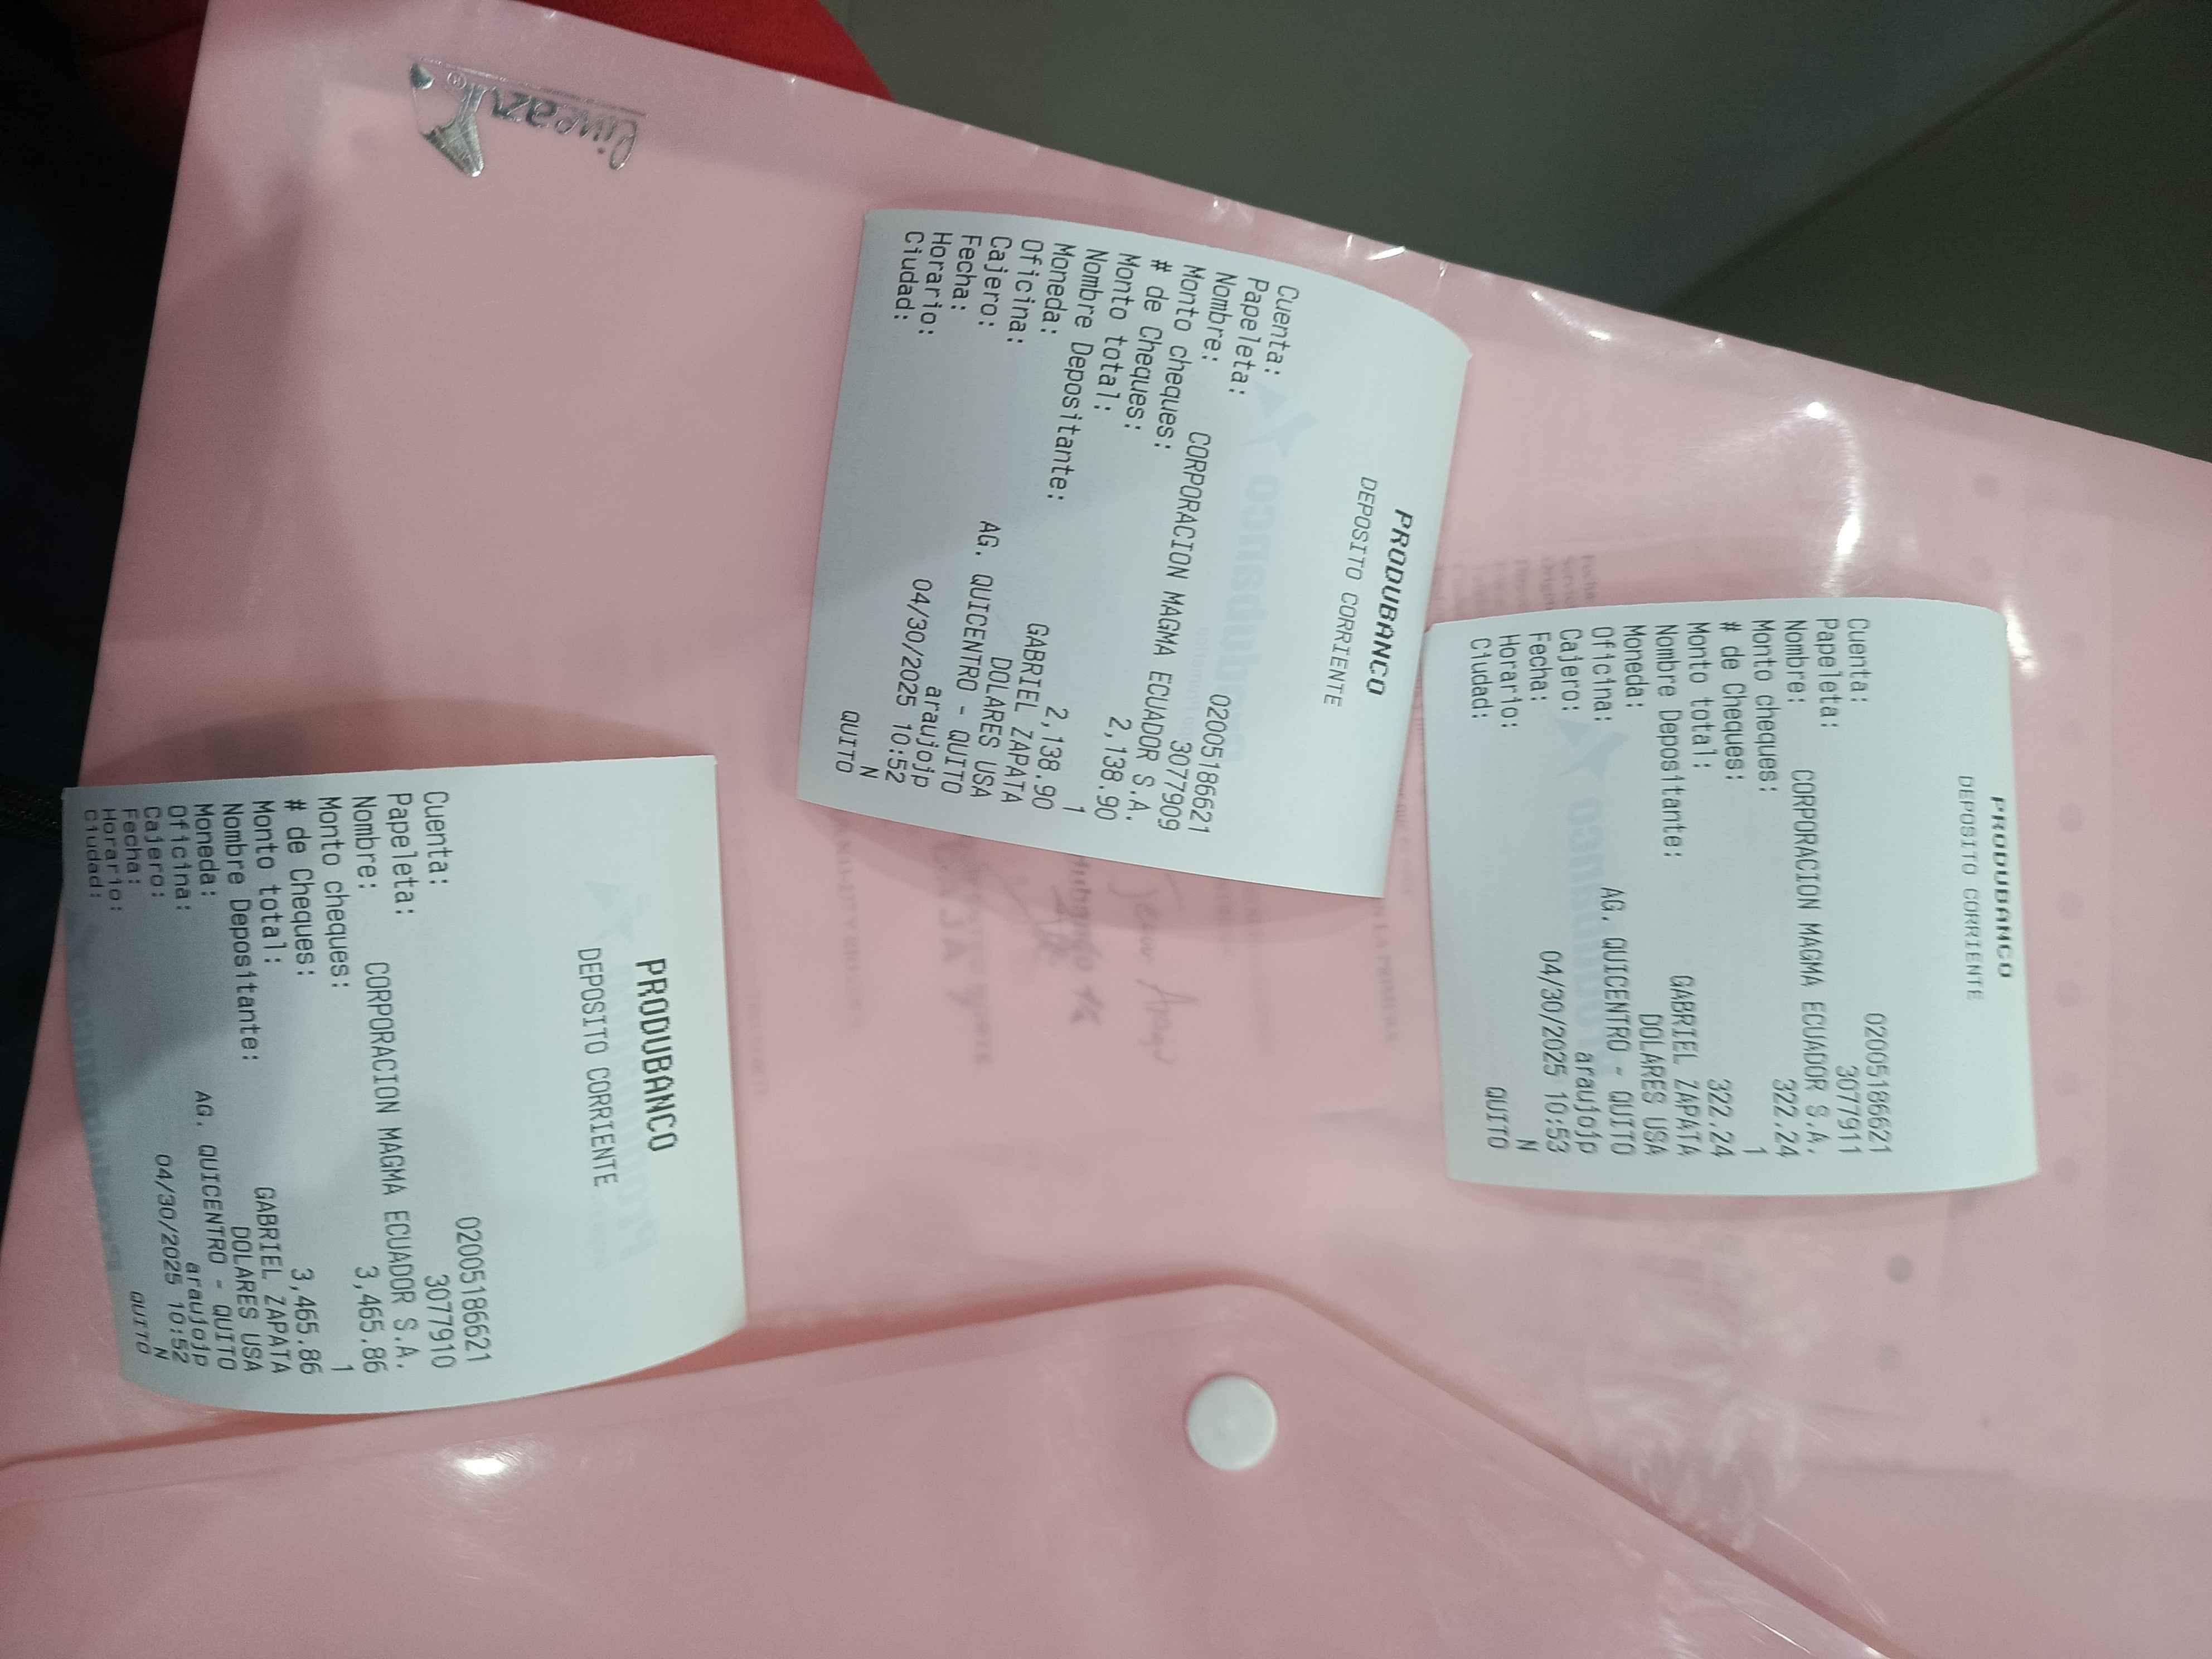 PRODUBANCO
DEPOSITO CORRIENTE
Cuenta: 02005186621
Papeleta: 3077911
Nombre: CORPORACION MAGMA ECUADOR S.A.
Monto cheques: 322.24
# de Cheques: 1
Monto total: 322.24
Nombre Depositante: GABRIEL ZAPATA
Moneda: DOLARES USA
Oficina: AG. QUICENTRO - QUITO
Cajero: araujojp
Fecha: 04/30/2025 10:53
Horario: N
Ciudad: QUITO
PRODUBANCO
DEPOSITO CORRIENTE
Cuenta: 02005186621
Papeleta: 3077909
Nombre: CORPORACION MAGMA ECUADOR S.A.
Monto cheques: 2,138.90
# de Cheques: 1
Monto total: 2,138.90
Nombre Depositante: GABRIEL ZAPATA
Moneda: DOLARES USA
Oficina: AG. QUICENTRO - QUITO
Cajero: araujojp
Fecha: 04/30/2025 10:52
Horario: N
Ciudad: QUITO
PRODUBANCO
DEPOSITO CORRIENTE
Cuenta: 02005186621
Papeleta: 3077910
Nombre: CORPORACION MAGMA ECUADOR S.A.
Monto cheques: 3,465.86
# de Cheques: 1
Monto total: 3,465.86
Nombre Depositante: GABRIEL ZAPATA
Moneda: DOLARES USA
Oficina: AG. QUICENTRO - QUITO
Cajero: araujojp
Fecha: 04/30/2025 10:52
Horario: N
Ciudad: QUITO